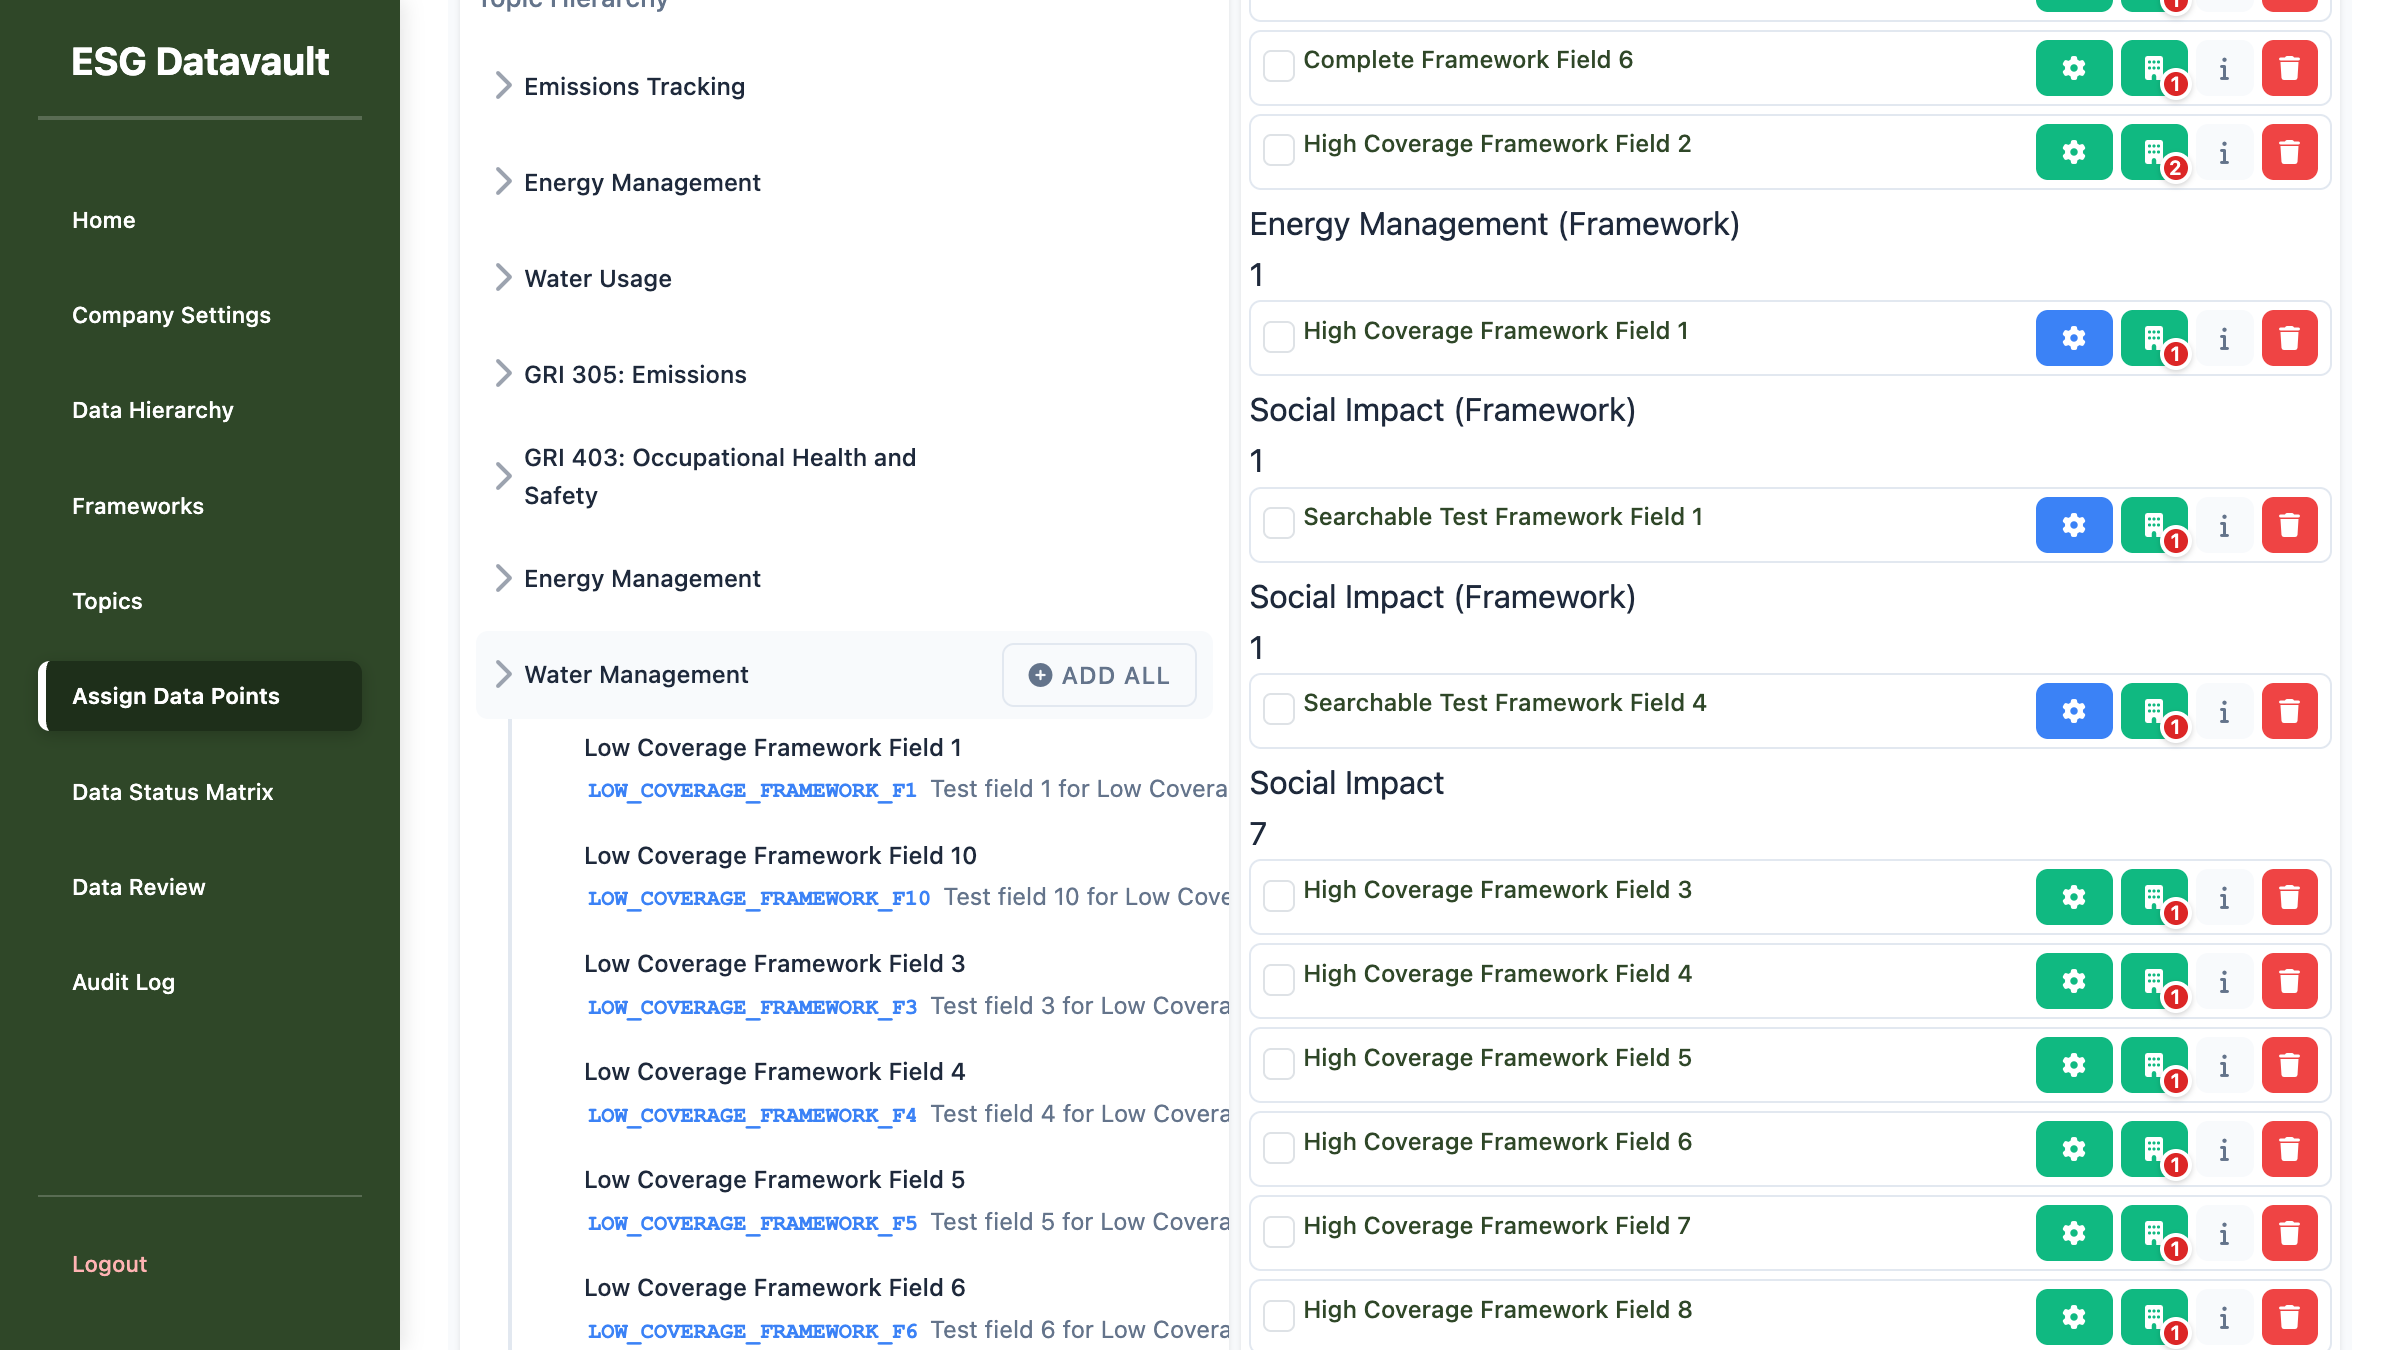 ESG Datavault
Home
Company Settings
Data Hierarchy
Frameworks
Topics
Assign Data Points
Data Status Matrix
Data Review
Audit Log
Logout
Topic Hierarchy
Emissions Tracking
Energy Management
Water Usage
GRI 305: Emissions
GRI 403: Occupational Health and
Safety
Energy Management
Water Management
ADD ALL
Low Coverage Framework Field 1
LOW_COVERAGE_FRAMEWORK_F1 Test field 1 for Low Covera
Low Coverage Framework Field 10
LOW_COVERAGE_FRAMEWORK_F10 Test field 10 for Low Cove
Low Coverage Framework Field 3
LOW_COVERAGE_FRAMEWORK_F3 Test field 3 for Low Covera
Low Coverage Framework Field 4
LOW_COVERAGE_FRAMEWORK_F4 Test field 4 for Low Covera
Low Coverage Framework Field 5
LOW_COVERAGE_FRAMEWORK_F5 Test field 5 for Low Covera
Low Coverage Framework Field 6
LOW_COVERAGE_FRAMEWORK_F6 Test field 6 for Low Covera
1
Complete Framework Field 6
1
High Coverage Framework Field 2
2
Energy Management (Framework)
1
High Coverage Framework Field 1
1
Social Impact (Framework)
1
Searchable Test Framework Field 1
1
Social Impact (Framework)
1
Searchable Test Framework Field 4
1
Social Impact
7
High Coverage Framework Field 3
1
High Coverage Framework Field 4
1
High Coverage Framework Field 5
1
High Coverage Framework Field 6
1
High Coverage Framework Field 7
1
High Coverage Framework Field 8
1